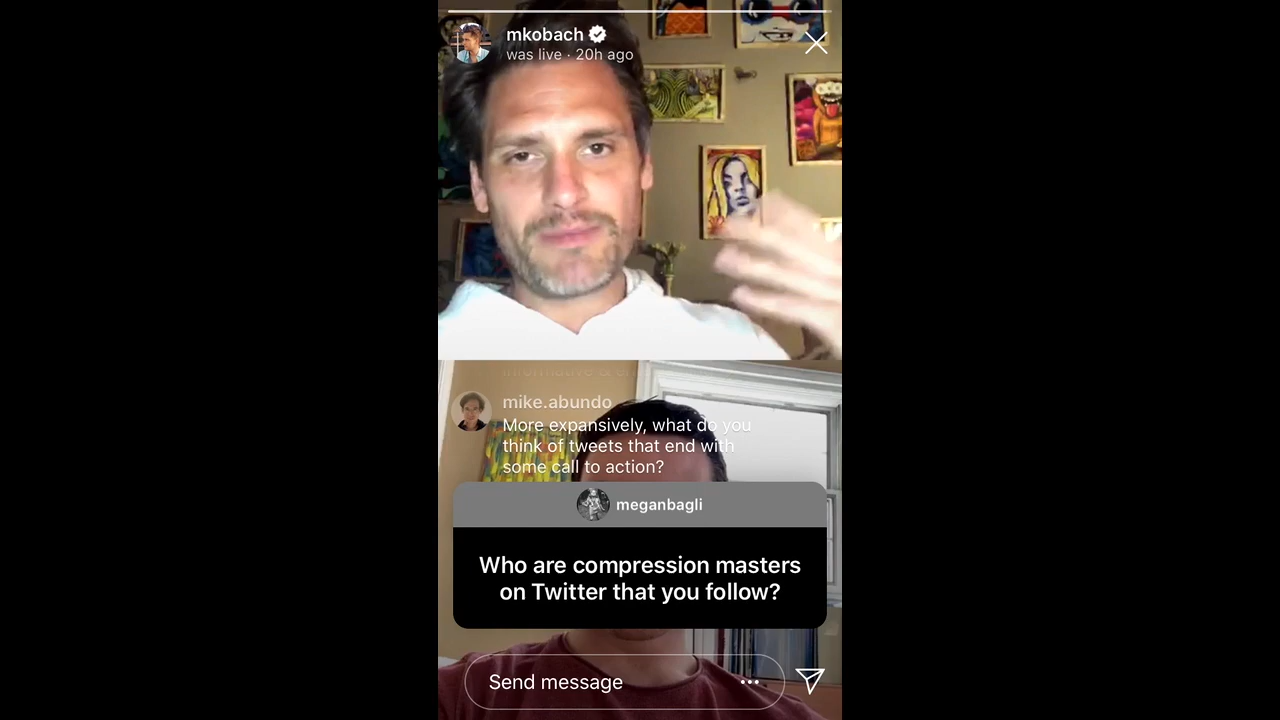 mkobach
was live · 20h ago
mike.abundo
More expansively, what do you
think of tweets that end with
some call to action?
meganbagli
Who are compression masters
on Twitter that you follow?
Send message